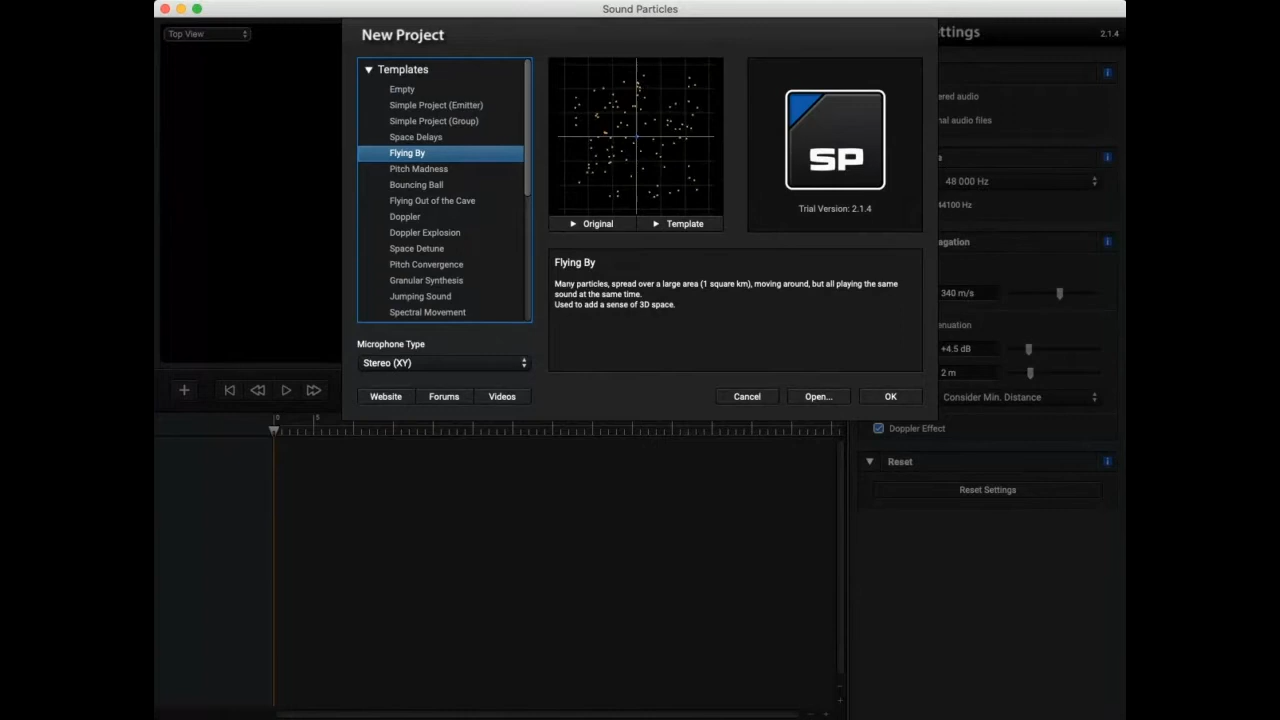 Sound Particles
Top View
New Project
ttings
2.1.4
Templates
Empty
Simple Project (Emitter)
Simple Project (Group)
Space Delays
Flying By
Pitch Madness
Bouncing Ball
Flying Out of the Cave
Doppler
Doppler Explosion
Space Detune
Pitch Convergence
Granular Synthesis
Jumping Sound
Spectral Movement
Original
Template
SP
Trial Version: 2.1.4
Flying By
Many particles, spread over a large area (1 square km), moving around, but all playing the same
sound at the same time.
Used to add a sense of 3D space.
Microphone Type
Stereo (XY)
Website
Forums
Videos
Cancel
Open...
OK
ered audio
nal audio files
a
48 000 Hz
44100 Hz
agation
340 m/s
enuation
+4.5 dB
2 m
Consider Min. Distance
Doppler Effect
Reset
Reset Settings
0
5